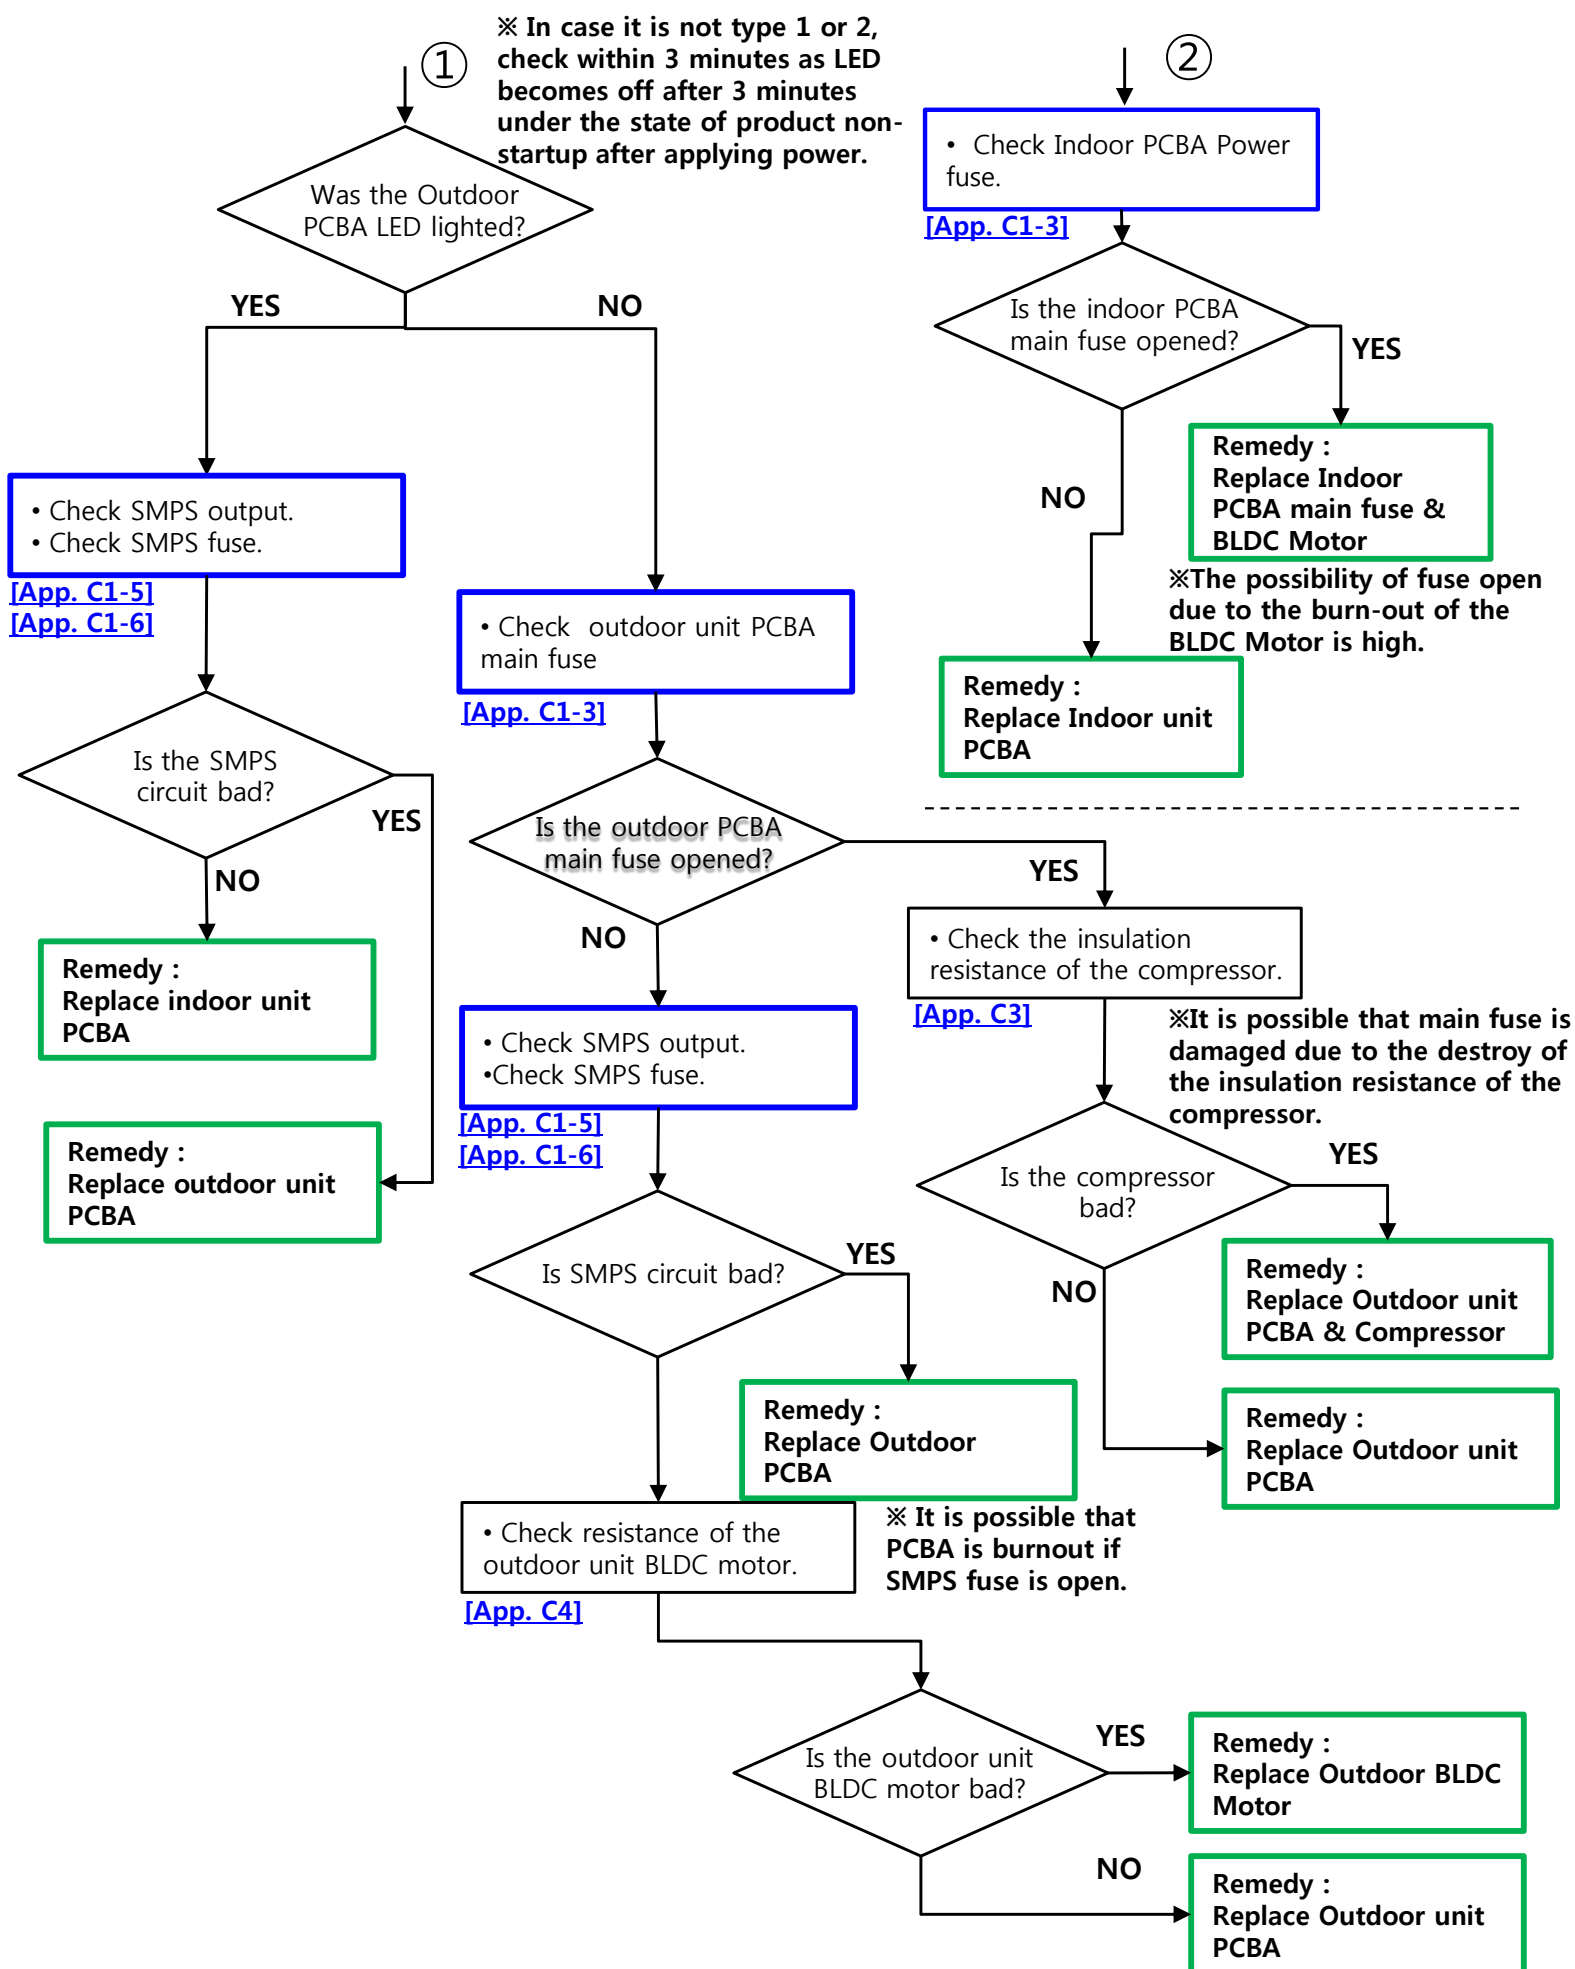 ①
※ In case it is not type 1 or 2,
check within 3 minutes as LED
becomes off after 3 minutes
under the state of product non-
startup after applying power.
Was the Outdoor
PCBA LED lighted?
YES
NO
• Check SMPS output.
• Check SMPS fuse.
[App. C1-5]
[App. C1-6]
Is the SMPS
circuit bad?
YES
NO
Remedy :
Replace indoor unit
PCBA
Remedy :
Replace outdoor unit
PCBA
• Check outdoor unit PCBA
main fuse
[App. C1-3]
Is the outdoor PCBA
main fuse opened?
YES
NO
• Check SMPS output.
•Check SMPS fuse.
[App. C1-5]
[App. C1-6]
Is SMPS circuit bad?
YES
Remedy :
Replace Outdoor
PCBA
※ It is possible that
PCBA is burnout if
SMPS fuse is open.
• Check resistance of the
outdoor unit BLDC motor.
[App. C4]
Is the outdoor unit
BLDC motor bad?
YES
Remedy :
Replace Outdoor BLDC
Motor
NO
Remedy :
Replace Outdoor unit
PCBA
②
• Check Indoor PCBA Power
fuse.
[App. C1-3]
Is the indoor PCBA
main fuse opened?
YES
Remedy :
Replace Indoor
PCBA main fuse &
BLDC Motor
※The possibility of fuse open
due to the burn-out of the
BLDC Motor is high.
NO
Remedy :
Replace Indoor unit
PCBA
• Check the insulation
resistance of the compressor.
[App. C3]
※It is possible that main fuse is
damaged due to the destroy of
the insulation resistance of the
compressor.
Is the compressor
bad?
YES
Remedy :
Replace Outdoor unit
PCBA & Compressor
NO
Remedy :
Replace Outdoor unit
PCBA